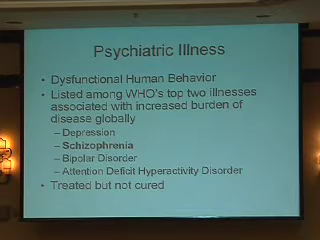 Psychiatric Illness
• Dysfunctional Human Behavior
• Listed among WHO's top two illnesses
associated with increased burden of
disease globally
– Depression
– Schizophrenia
– Bipolar Disorder
– Attention Deficit Hyperactivity Disorder
• Treated but not cured